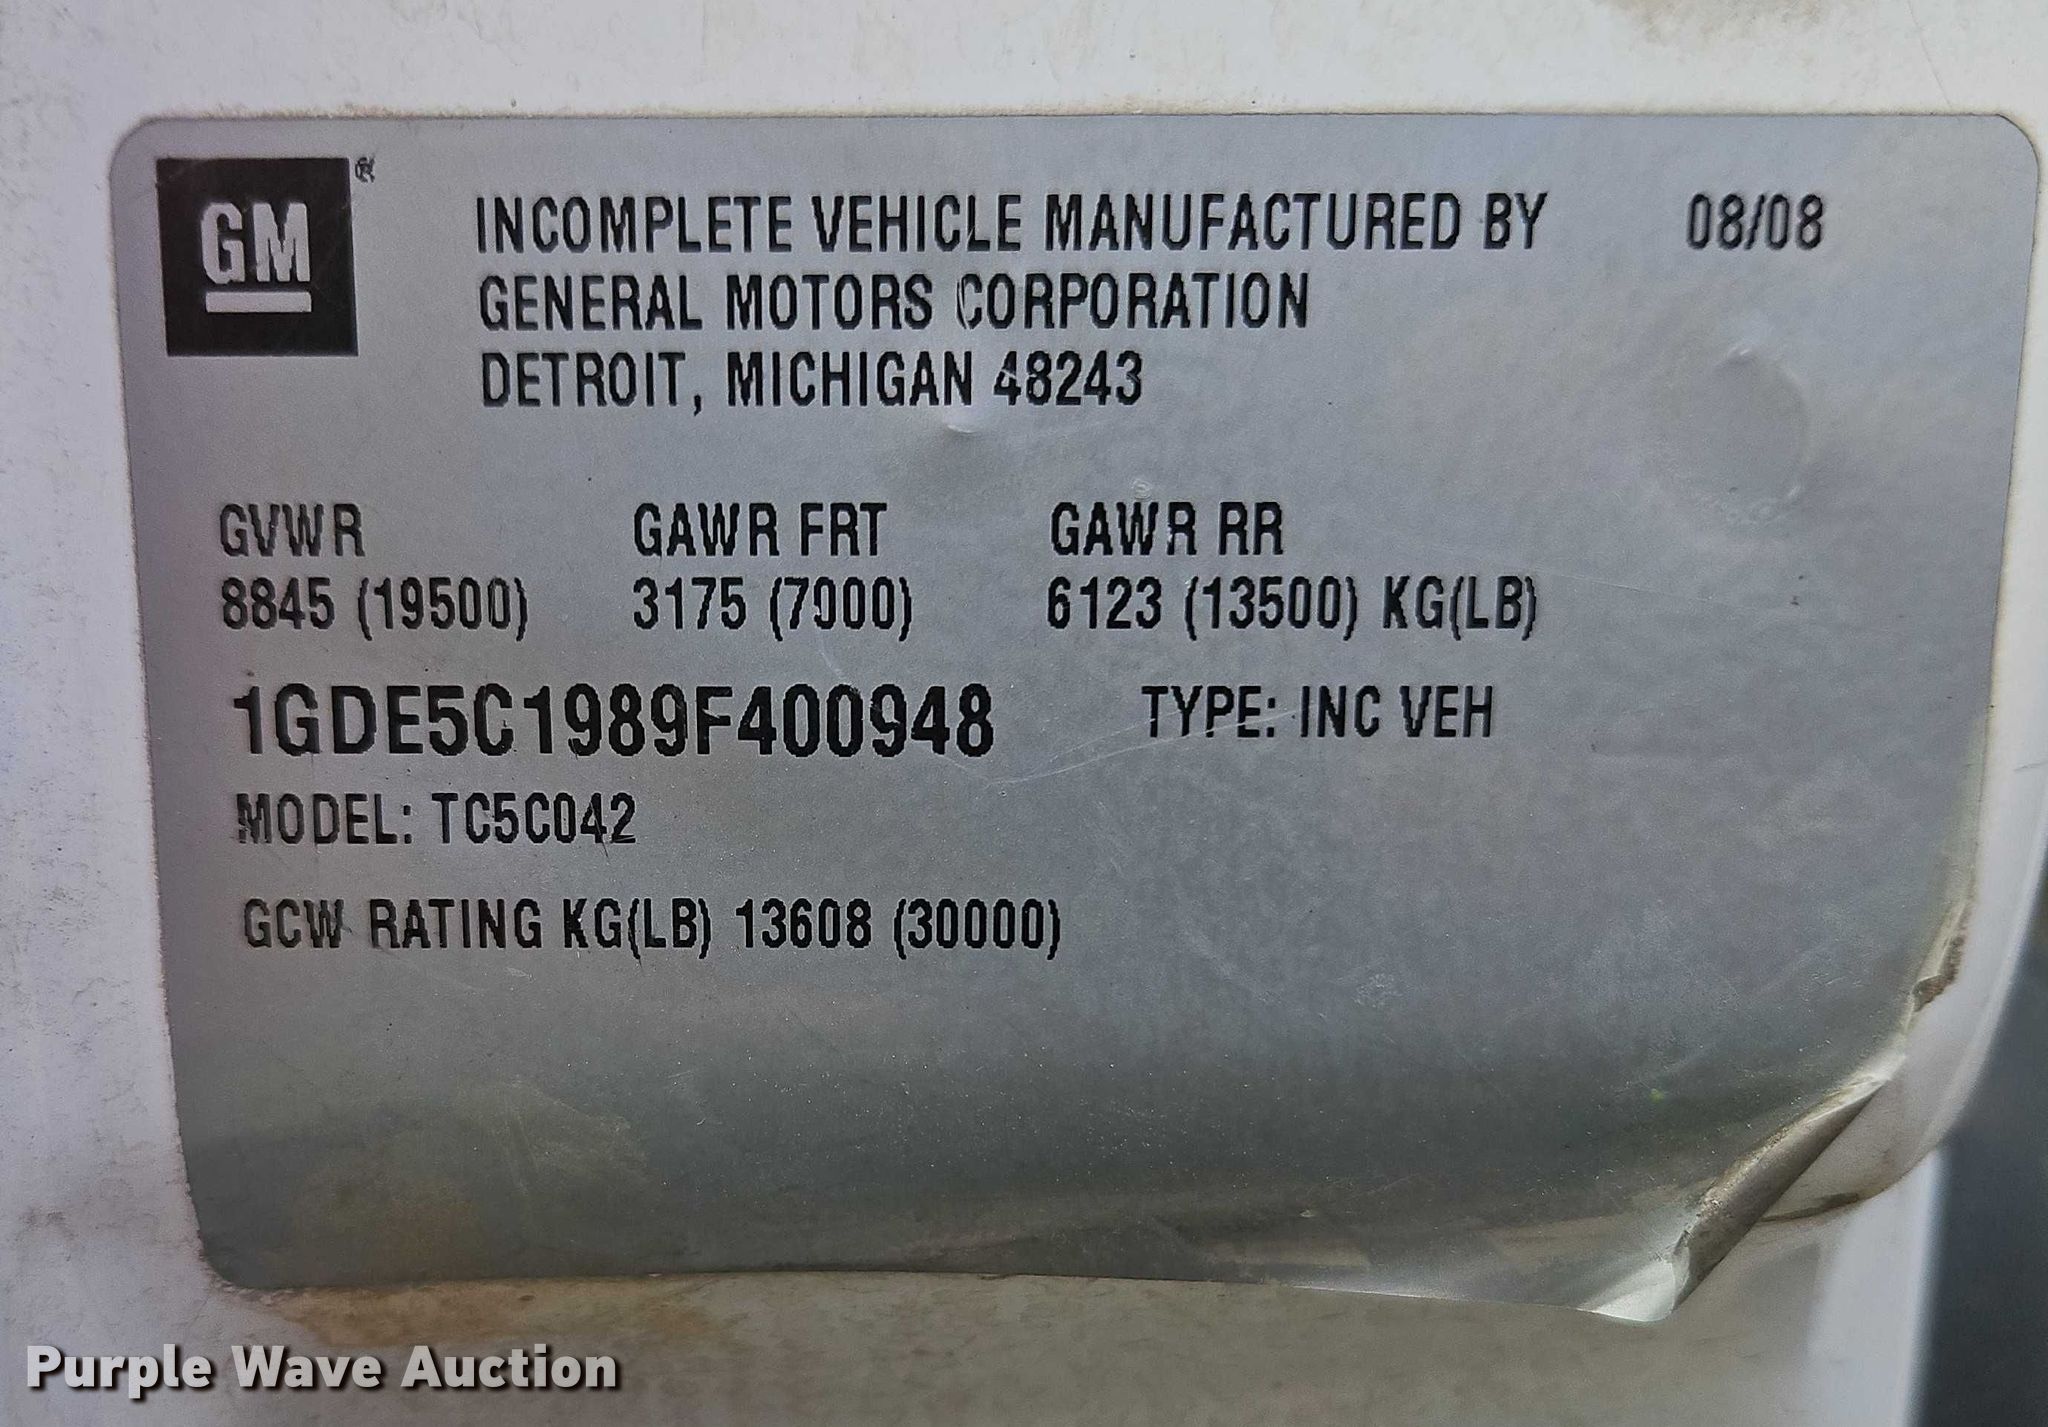 GM ®
INCOMPLETE VEHICLE MANUFACTURED BY 08/08
GENERAL MOTORS CORPORATION
DETROIT, MICHIGAN 48243
GVWR GAWR FRT GAWR RR
8845 (19500) 3175 (7000) 6123 (13500) KG(LB)
1GDE5C1989F400948 TYPE: INC VEH
MODEL: TC5C042
GCW RATING KG(LB) 13608 (30000)
Purple Wave Auction